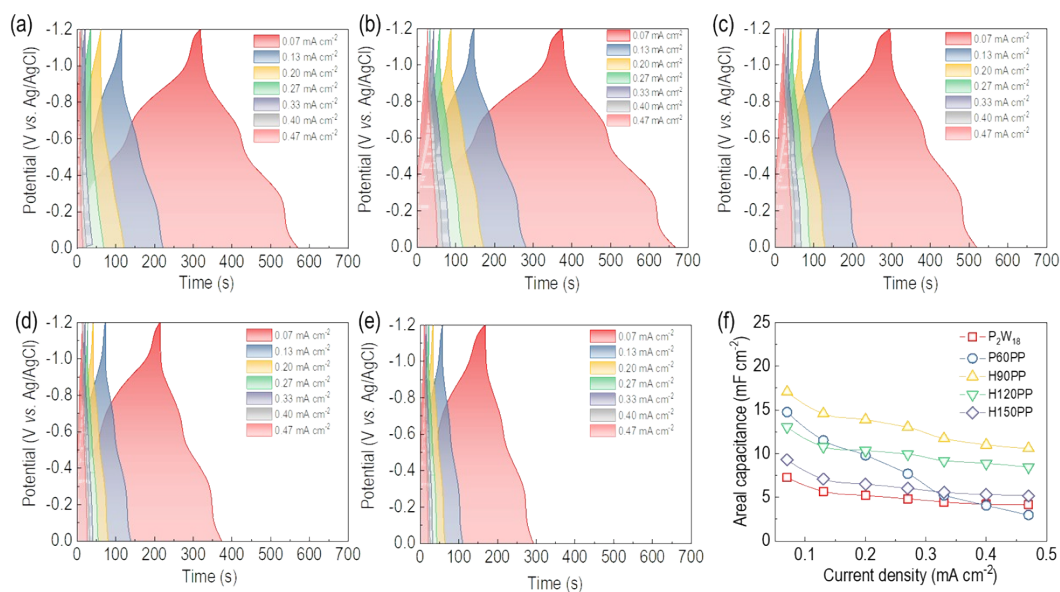 (a)
Potential (V vs. Ag/AgCl)
-1.2
-1.0
-0.8
-0.6
-0.4
-0.2
0.0
0 100 200 300 400 500 600 700
Time (s)
0.07 mA cm-2
0.13 mA cm-2
0.20 mA cm-2
0.27 mA cm-2
0.33 mA cm-2
0.40 mA cm-2
0.47 mA cm-2
(b)
Potential (V vs. Ag/AgCl)
-1.2
-1.0
-0.8
-0.6
-0.4
-0.2
0.0
0 100 200 300 400 500 600 700
Time (s)
0.07 mA cm2
0.13 mA cm2
0.20 mA cm2
0.27 mA cm2
0.33 mA cm2
0.40 mA cm2
0.47 mA cm-2
(c)
Potential (V vs. Ag/AgCl)
-1.2
-1.0
-0.8
-0.6
-0.4
-0.2
0.0
0 100 200 300 400 500 600 700
Time (s)
0.07 mA cm-2
0.13 mA cm-2
0.20 mA cm-2
0.27 mA cm-2
0.33 mA cm-2
0.40 mA cm-2
0.47 mA cm-2
(d)
Potential (V vs. Ag/AgCl)
-1.2
-1.0
-0.8
-0.6
-0.4
-0.2
0.0
0 100 200 300 400 500 600 700
Time (s)
0.07 mA cm-2
0.13 mA cm-2
0.20 mA cm-2
0.27 mA cm-2
0.33 mA cm-2
0.40 mA cm-2
0.47 mA cm-2
(e)
Potential (V vs. Ag/AgCl)
-1.2
-1.0
-0.8
-0.6
-0.4
-0.2
0.0
0 100 200 300 400 500 600 700
Time (s)
0.07 mA cm-2
0.13 mA cm-2
0.20 mA cm-2
0.27 mA cm-2
0.33 mA cm-2
0.40 mA cm-2
0.47 mA cm-2
(f)
Areal capacitance (mF cm-2)
25
20
15
10
5
0
0.1 0.2 0.3 0.4 0.5
Current density (mA cm-2)
P2W18
P60PP
H90PP
H120PP
H150PP